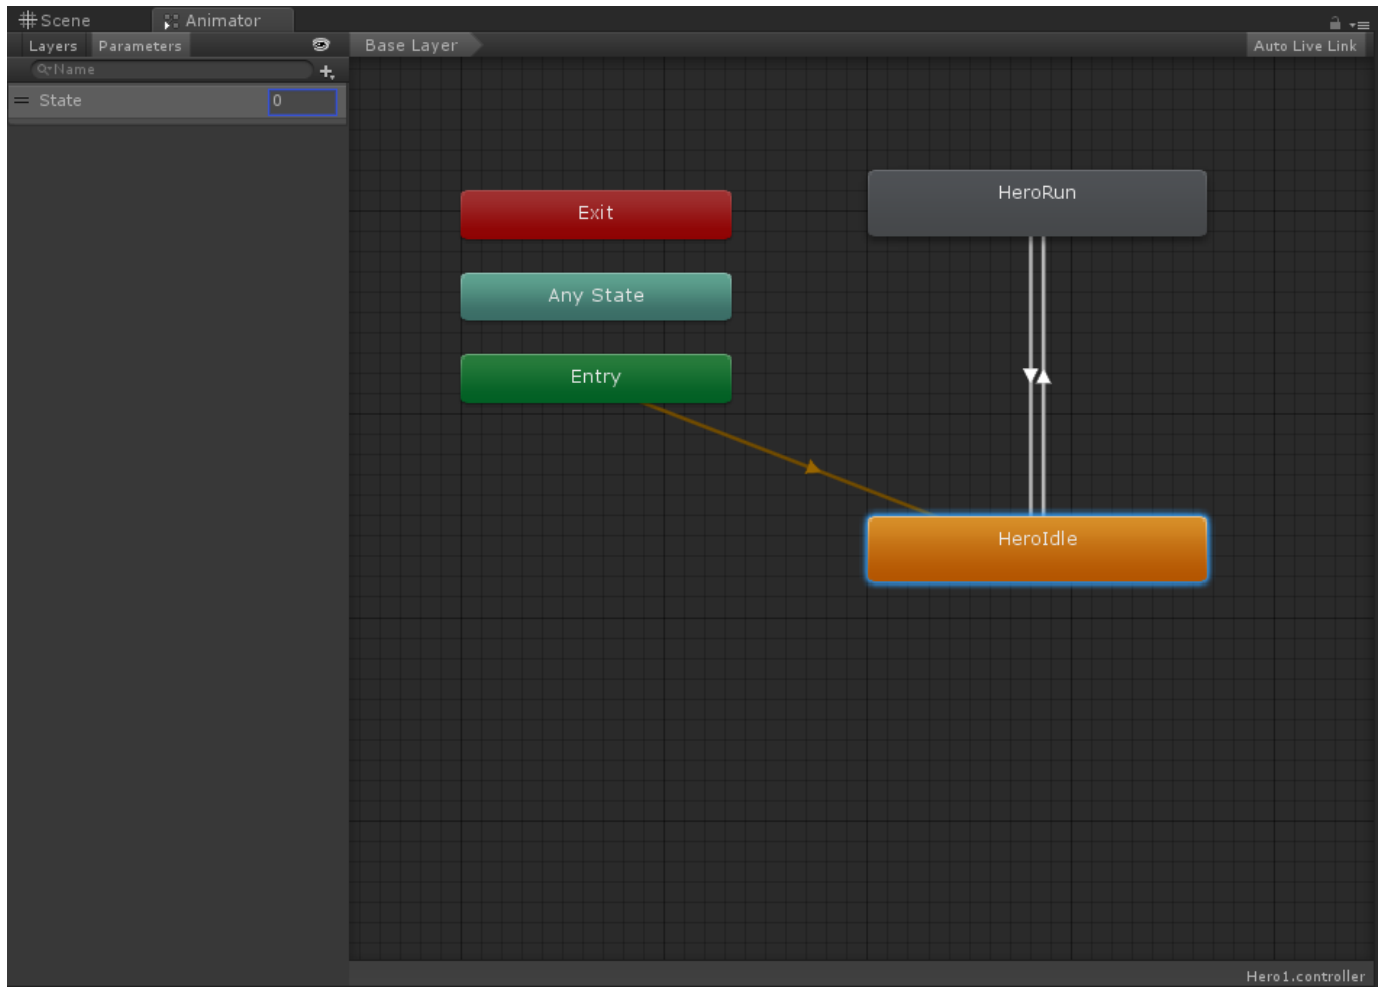 Scene
Animator
Layers
Parameters
Base Layer
Auto Live Link
Name
State
0
Exit
Any State
Entry
HeroRun
HeroIdle
Hero1.controller